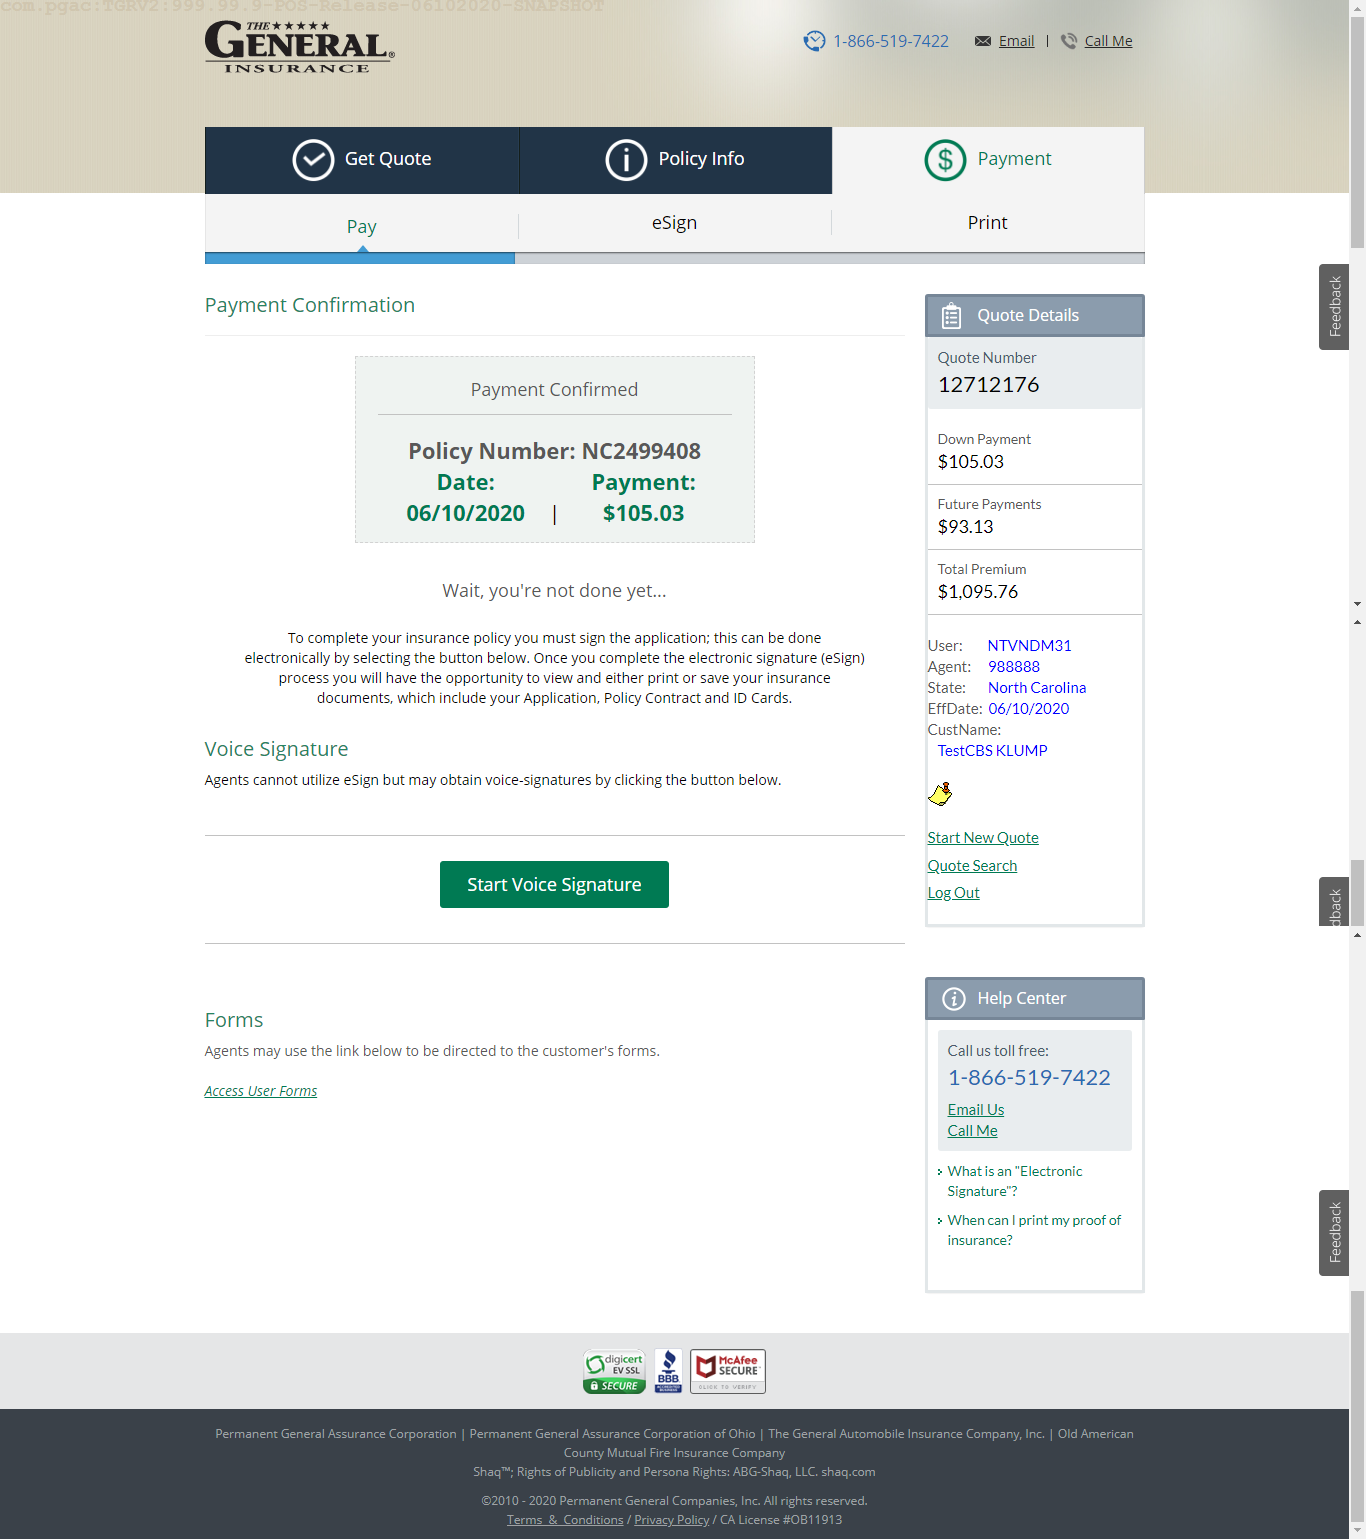 com.pgac:TGRV2:999.99.9-POS-Release-06102020-SNAPSHOT
THE
GENERAL®
INSURANCE
1-866-519-7422
Email | Call Me
Get Quote
Policy Info
$ Payment
Pay
eSign
Print
Payment Confirmation
Payment Confirmed
Policy Number: NC2499408
Date: Payment:
06/10/2020 | $105.03
Wait, you're not done yet...
To complete your insurance policy you must sign the application; this can be done
electronically by selecting the button below. Once you complete the electronic signature (eSign)
process you will have the opportunity to view and either print or save your insurance
documents, which include your Application, Policy Contract and ID Cards.
Voice Signature
Agents cannot utilize eSign but may obtain voice-signatures by clicking the button below.
Start Voice Signature
Forms
Agents may use the link below to be directed to the customer's forms.
Access User Forms
Quote Details
Quote Number
12712176
Down Payment
$105.03
Future Payments
$93.13
Total Premium
$1,095.76
User: NTVNDM31
Agent: 988888
State: North Carolina
EffDate: 06/10/2020
CustName:
TestCBS KLUMP
Start New Quote
Quote Search
Log Out
Help Center
Call us toll free:
1-866-519-7422
Email Us
Call Me
What is an "Electronic
Signature"?
When can I print my proof of
insurance?
Feedback
dback
Feedback
digicert
EV SSL
SECURE
BBB
ACCREDITED
BUSINESS
McAfee
SECURE
CLICK TO VERIFY
Permanent General Assurance Corporation | Permanent General Assurance Corporation of Ohio | The General Automobile Insurance Company, Inc. | Old American
County Mutual Fire Insurance Company
Shaq™; Rights of Publicity and Persona Rights: ABG-Shaq, LLC. shaq.com
©2010 - 2020 Permanent General Companies, Inc. All rights reserved.
Terms & Conditions / Privacy Policy / CA License #OB11913